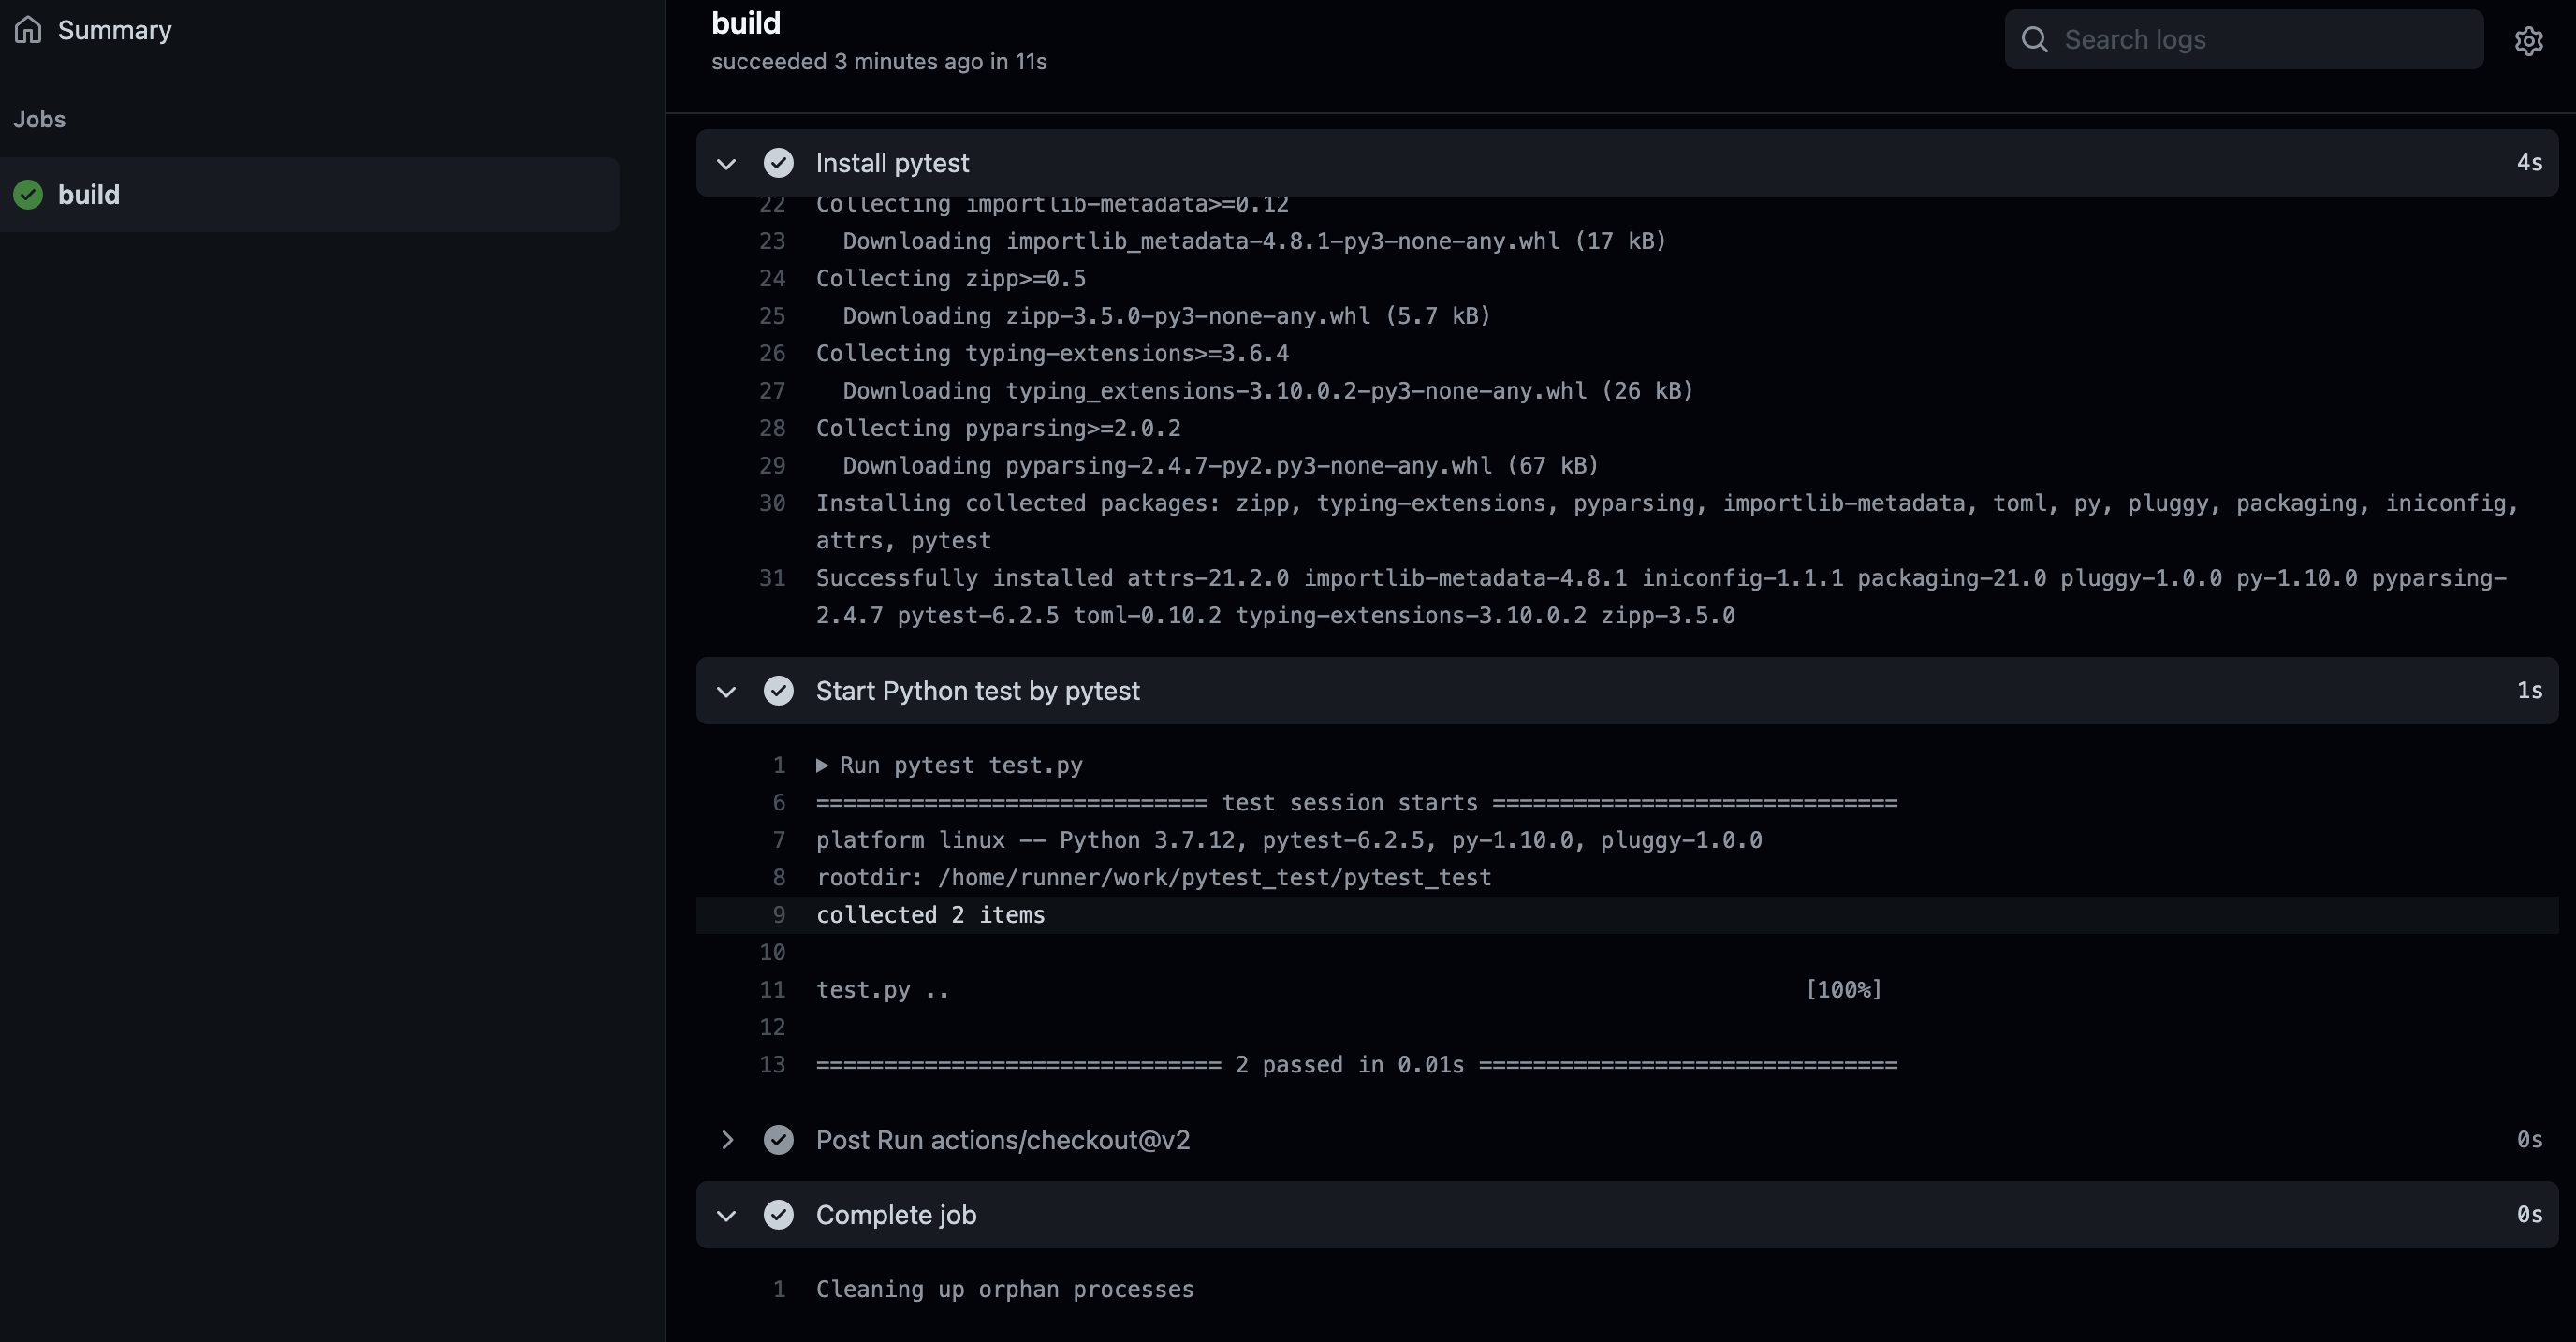 Summary
Jobs
build
build
succeeded 3 minutes ago in 11s
Search logs
Install pytest 4s
22 Collecting importlib-metadata>=0.12
23 Downloading importlib_metadata-4.8.1-py3-none-any.whl (17 kB)
24 Collecting zipp>=0.5
25 Downloading zipp-3.5.0-py3-none-any.whl (5.7 kB)
26 Collecting typing-extensions>=3.6.4
27 Downloading typing_extensions-3.10.0.2-py3-none-any.whl (26 kB)
28 Collecting pyparsing>=2.0.2
29 Downloading pyparsing-2.4.7-py2.py3-none-any.whl (67 kB)
30 Installing collected packages: zipp, typing-extensions, pyparsing, importlib-metadata, toml, py, pluggy, packaging, iniconfig,
attrs, pytest
31 Successfully installed attrs-21.2.0 importlib-metadata-4.8.1 iniconfig-1.1.1 packaging-21.0 pluggy-1.0.0 py-1.10.0 pyparsing-
2.4.7 pytest-6.2.5 toml-0.10.2 typing-extensions-3.10.0.2 zipp-3.5.0
Start Python test by pytest 1s
1 ▶ Run pytest test.py
6 ============================= test session starts ==============================
7 platform linux -- Python 3.7.12, pytest-6.2.5, py-1.10.0, pluggy-1.0.0
8 rootdir: /home/runner/work/pytest_test/pytest_test
9 collected 2 items
10
11 test.py .. [100%]
12
13 ============================== 2 passed in 0.01s ===============================
Post Run actions/checkout@v2 0s
Complete job 0s
1 Cleaning up orphan processes